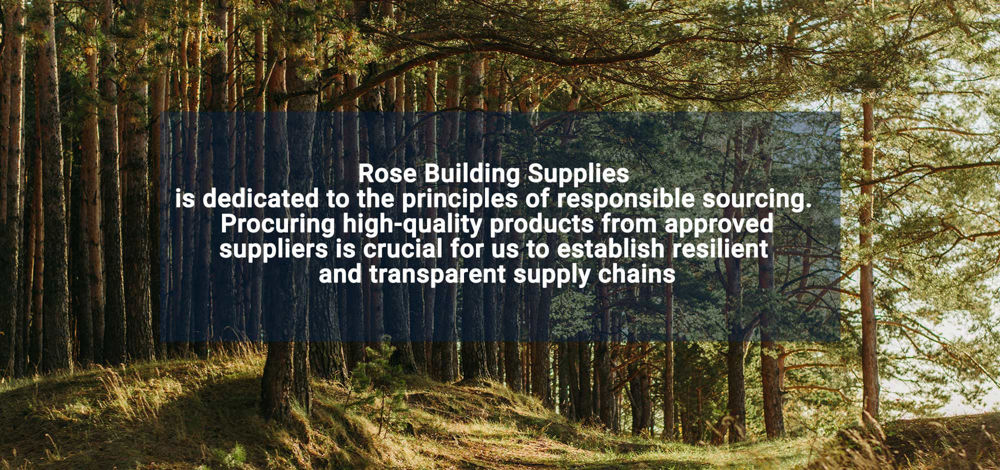 Rose Building Supplies
is dedicated to the principles of responsible sourcing.
Procuring high-quality products from approved
suppliers is crucial for us to establish resilient
and transparent supply chains